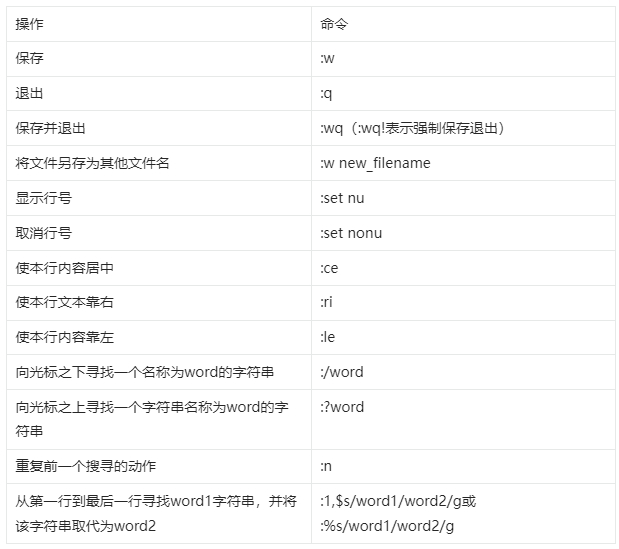 操作 命令
保存 :w
退出 :q
保存并退出 :wq（:wq!表示强制保存退出）
将文件另存为其他文件名 :w new_filename
显示行号 :set nu
取消行号 :set nonu
使本行内容居中 :ce
使本行文本靠右 :ri
使本行内容靠左 :le
向光标之下寻找一个名称为word的字符串 :/word
向光标之上寻找一个字符串名称为word的字 :?word
符串
重复前一个搜寻的动作 :n
从第一行到最后一行寻找word1字符串，并将 :1,$s/word1/word2/g或
该字符串取代为word2 :%s/word1/word2/g